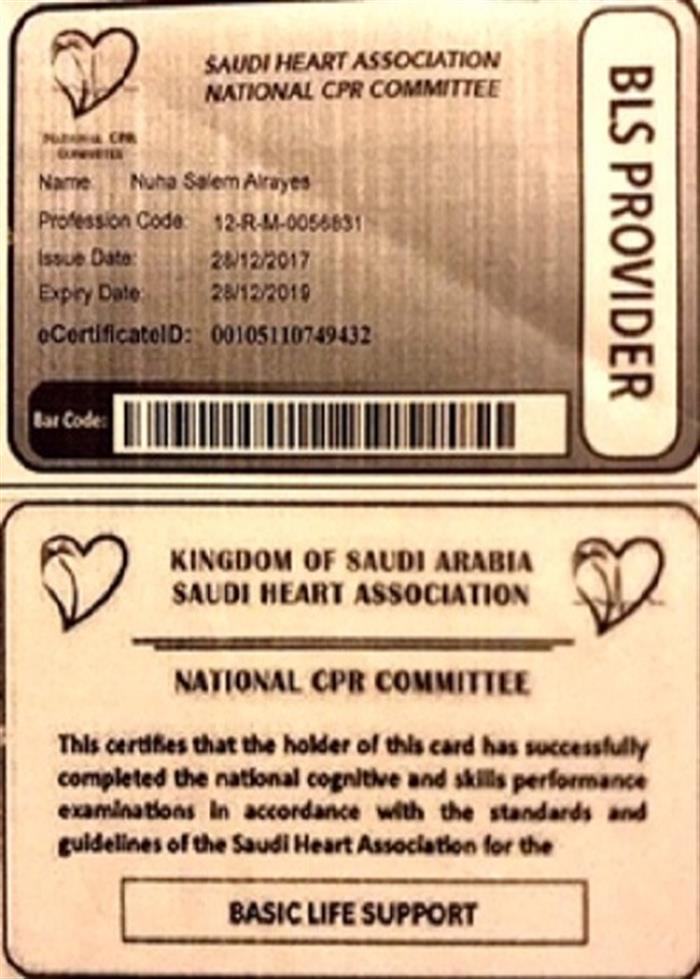 SAUDI HEART ASSOCIATION
NATIONAL CPR COMMITTEE
NATIONAL CPR
COMMITTEE
BLS PROVIDER
Name: Nuha Salem Alrayes
Profession Code: 12-R-M-0056831
Issue Date: 28/12/2017
Expiry Date: 28/12/2019
eCertificateID: 00105110749432
Bar Code:
KINGDOM OF SAUDI ARABIA
SAUDI HEART ASSOCIATION
NATIONAL CPR COMMITTEE
This certifies that the holder of this card has successfully
completed the national cognitive and skills performance
examinations in accordance with the standards and
guidelines of the Saudi Heart Association for the
BASIC LIFE SUPPORT